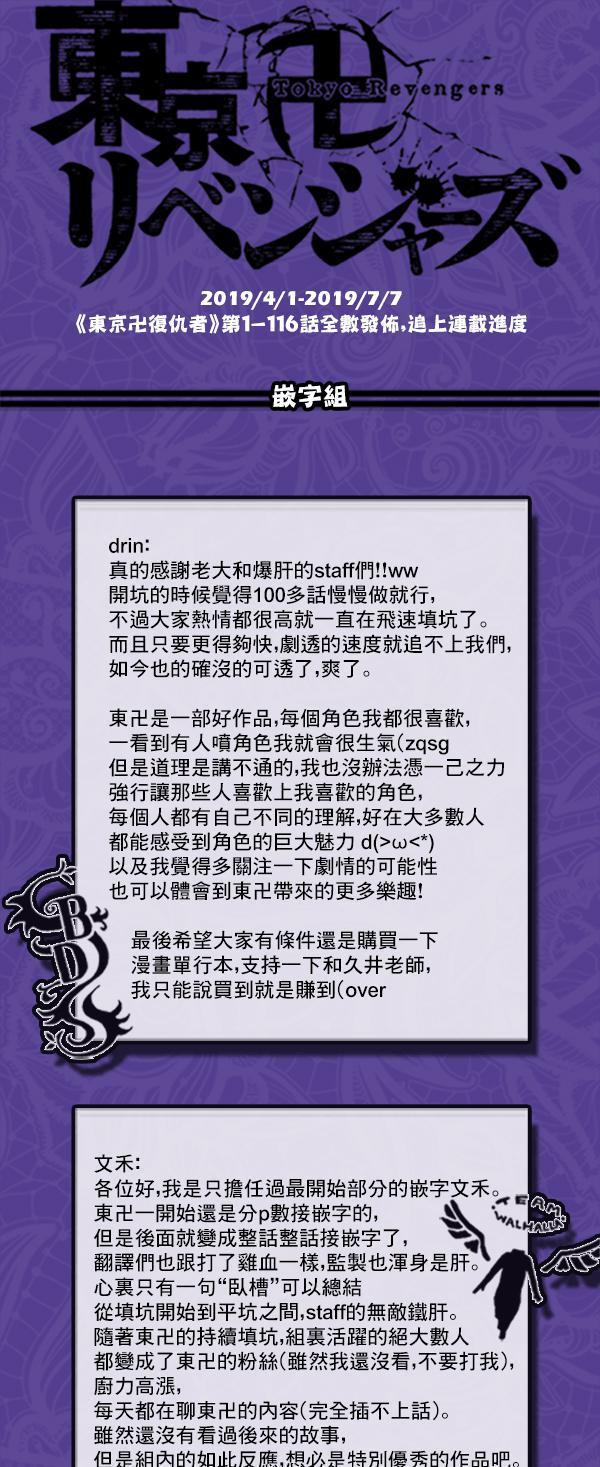 東京卍
Tokyo Revengers
リベンジャーズ
2019/4/1-2019/7/7
《東京卍復仇者》第1-116話全數發佈,追上連載進度
嵌字組
drin:
真的感謝老大和爆肝的staff們!!ww
開坑的時候覺得100多話慢慢做就行,
不過大家熱情都很高就一直在飛速填坑了。
而且只要更得夠快,劇透的速度就追不上我們,
如今也的確沒的可透了,爽了。
東卍是一部好作品,每個角色我都很喜歡,
一看到有人噴角色我就會很生氣(zqsg
但是道理是講不通的,我也沒辦法憑一己之力
強行讓那些人喜歡上我喜歡的角色,
每個人都有自己不同的理解,好在大多數人
都能感受到角色的巨大魅力 d(>ω<*)
以及我覺得多關注一下劇情的可能性
也可以體會到東卍帶來的更多樂趣!
最後希望大家有條件還是購買一下
漫畫單行本,支持一下和久井老師,
我只能說買到就是賺到(over
BDS
文禾:
各位好,我是只擔任過最開始部分的嵌字文禾。
東卍一開始還是分p數接嵌字的,
但是後面就變成整話整話接嵌字了,
翻譯們也跟打了雞血一樣,監製也渾身是肝。
心裏只有一句“臥槽”可以總結
從填坑開始到平坑之間,staff的無敵鐵肝。
隨著東卍的持續填坑,組裏活躍的絕大數人
都變成了東卍的粉絲(雖然我還沒看,不要打我),
廚力高漲,
每天都在聊東卍的內容(完全插不上話)。
雖然還沒有看過後來的故事,
但是組內的如此反應,想必是特別優秀的作品吧。
TEAM
WALHALLA